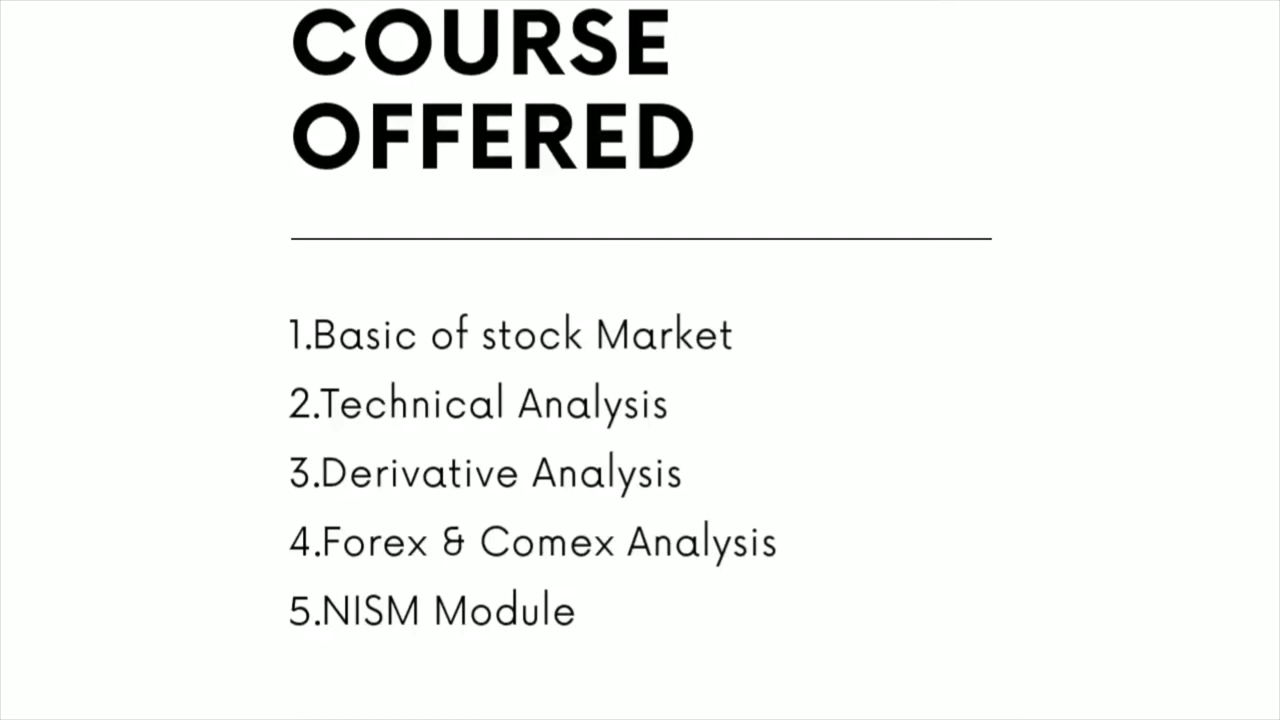 COURSE
OFFERED
1.Basic of stock Market
2.Technical Analysis
3.Derivative Analysis
4.Forex & Comex Analysis
5.NISM Module